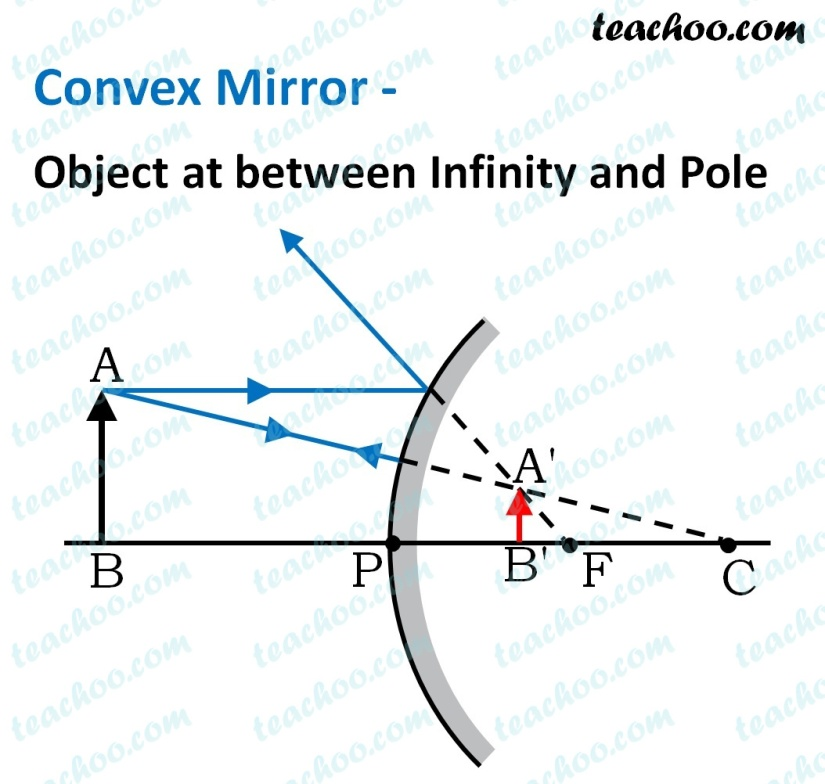 teachoo.com
Convex Mirror -
Object at between Infinity and Pole
A
A'
B
P
B'
F
C